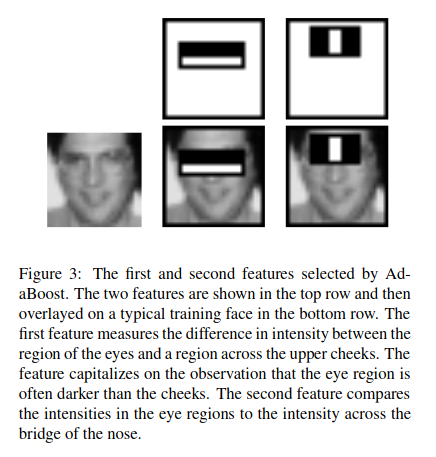 Figure 3: The first and second features selected by Ad-
aBoost. The two features are shown in the top row and then
overlayed on a typical training face in the bottom row. The
first feature measures the difference in intensity between the
region of the eyes and a region across the upper cheeks. The
feature capitalizes on the observation that the eye region is
often darker than the cheeks. The second feature compares
the intensities in the eye regions to the intensity across the
bridge of the nose.